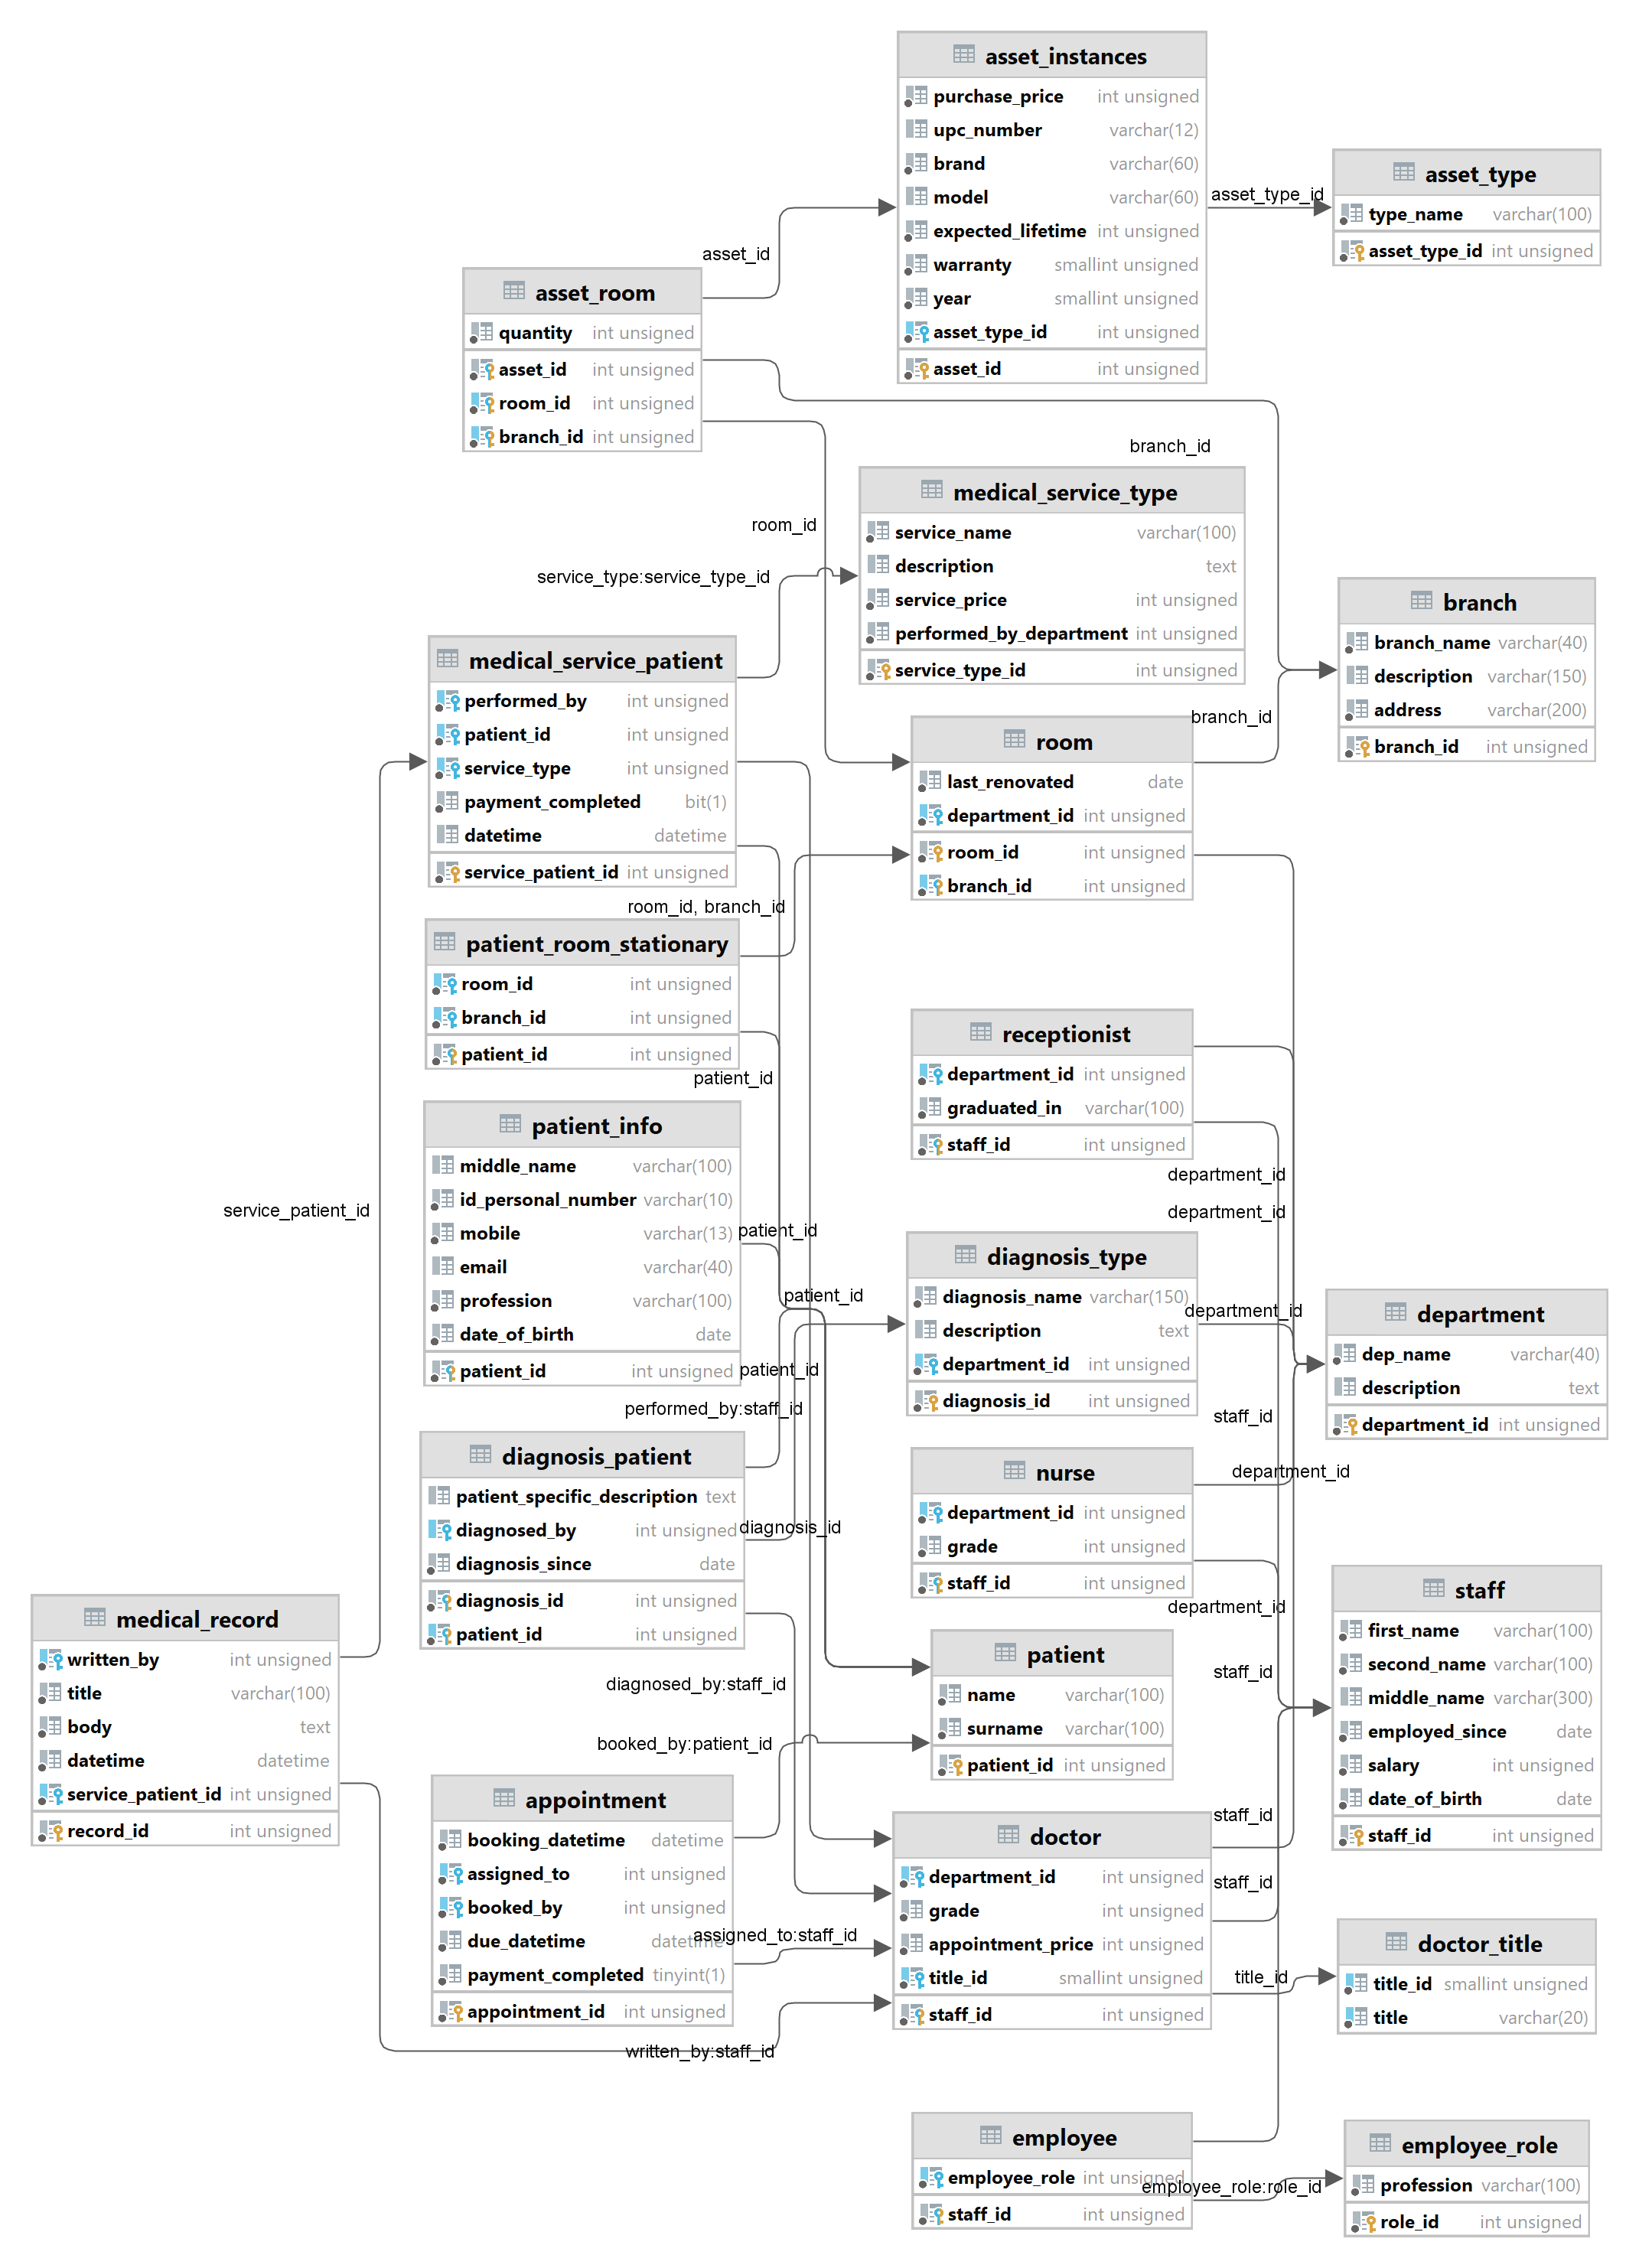 asset_instances
purchase_price int unsigned
upc_number varchar(12)
brand varchar(60)
model varchar(60)
expected_lifetime int unsigned
warranty smallint unsigned
year smallint unsigned
asset_type_id int unsigned
asset_id int unsigned
asset_type_id
asset_type
type_name varchar(100)
asset_type_id int unsigned
asset_id
asset_room
quantity int unsigned
asset_id int unsigned
room_id int unsigned
branch_id int unsigned
branch_id
room_id
medical_service_type
service_name varchar(100)
description text
service_price int unsigned
performed_by_department int unsigned
service_type_id int unsigned
service_type:service_type_id
branch
branch_name varchar(40)
description varchar(150)
address varchar(200)
branch_id int unsigned
medical_service_patient
performed_by int unsigned
patient_id int unsigned
service_type int unsigned
payment_completed bit(1)
datetime datetime
service_patient_id int unsigned
branch_id
room
last_renovated date
department_id int unsigned
room_id int unsigned
branch_id int unsigned
room_id, branch_id
patient_room_stationary
room_id int unsigned
branch_id int unsigned
patient_id int unsigned
patient_id
receptionist
department_id int unsigned
graduated_in varchar(100)
staff_id int unsigned
department_id
department_id
patient_info
middle_name varchar(100)
id_personal_number varchar(10)
mobile varchar(13)
email varchar(40)
profession varchar(100)
date_of_birth date
patient_id int unsigned
service_patient_id
patient_id
patient_id
patient_id
diagnosis_type
diagnosis_name varchar(150)
description text
department_id int unsigned
diagnosis_id int unsigned
department_id
department
dep_name varchar(40)
description text
department_id int unsigned
performed_by:staff_id
staff_id
diagnosis_patient
patient_specific_description text
diagnosed_by int unsigned
diagnosis_since date
diagnosis_id int unsigned
patient_id int unsigned
diagnosis_id
nurse
department_id int unsigned
grade int unsigned
staff_id int unsigned
department_id
department_id
staff
first_name varchar(100)
second_name varchar(100)
middle_name varchar(300)
employed_since date
salary int unsigned
date_of_birth date
staff_id int unsigned
medical_record
written_by int unsigned
title varchar(100)
body text
datetime datetime
service_patient_id int unsigned
record_id int unsigned
patient
name varchar(100)
surname varchar(100)
patient_id int unsigned
staff_id
diagnosed_by:staff_id
booked_by:patient_id
appointment
booking_datetime datetime
assigned_to int unsigned
booked_by int unsigned
due_datetime datetime
payment_completed tinyint(1)
appointment_id int unsigned
assigned_to:staff_id
doctor
department_id int unsigned
grade int unsigned
appointment_price int unsigned
title_id smallint unsigned
staff_id int unsigned
staff_id
staff_id
title_id
doctor_title
title_id smallint unsigned
title varchar(20)
written_by:staff_id
employee
employee_role int unsigned
staff_id int unsigned
employee_role:role_id
employee_role
profession varchar(100)
role_id int unsigned